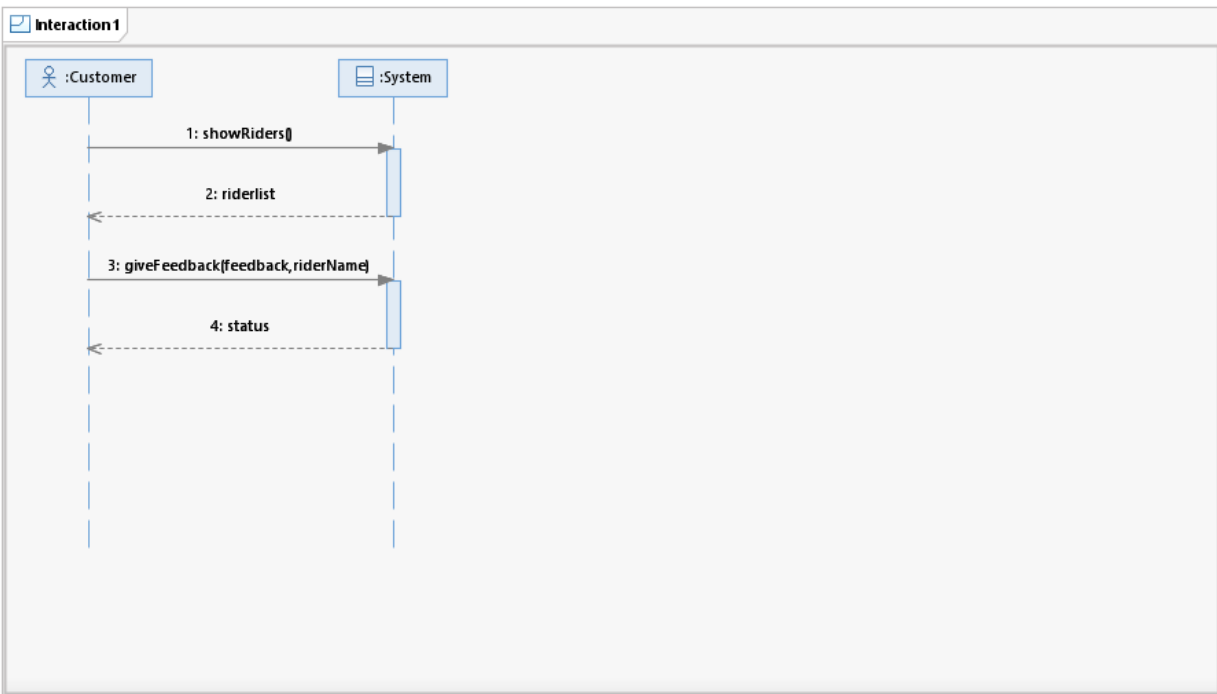 Interaction1
:Customer
:System
1: showRiders()
2: riderlist
3: giveFeedback(feedback,riderName)
4: status